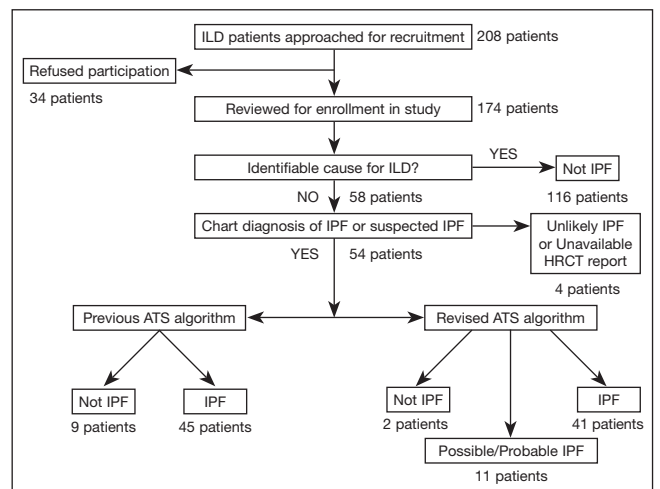 ILD patients approached for recruitment
208 patients
Refused participation
34 patients
Reviewed for enrollment in study
174 patients
Identifiable cause for ILD?
YES
Not IPF
116 patients
NO
58 patients
Chart diagnosis of IPF or suspected IPF
Unlikely IPF
or Unavailable
HRCT report
4 patients
YES
54 patients
Previous ATS algorithm
Revised ATS algorithm
Not IPF
9 patients
IPF
45 patients
Not IPF
2 patients
IPF
41 patients
Possible/Probable IPF
11 patients